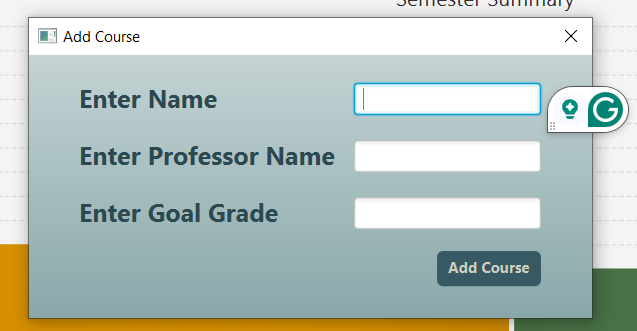 Semester Summary
Add Course
Enter Name
Enter Professor Name
Enter Goal Grade
Add Course